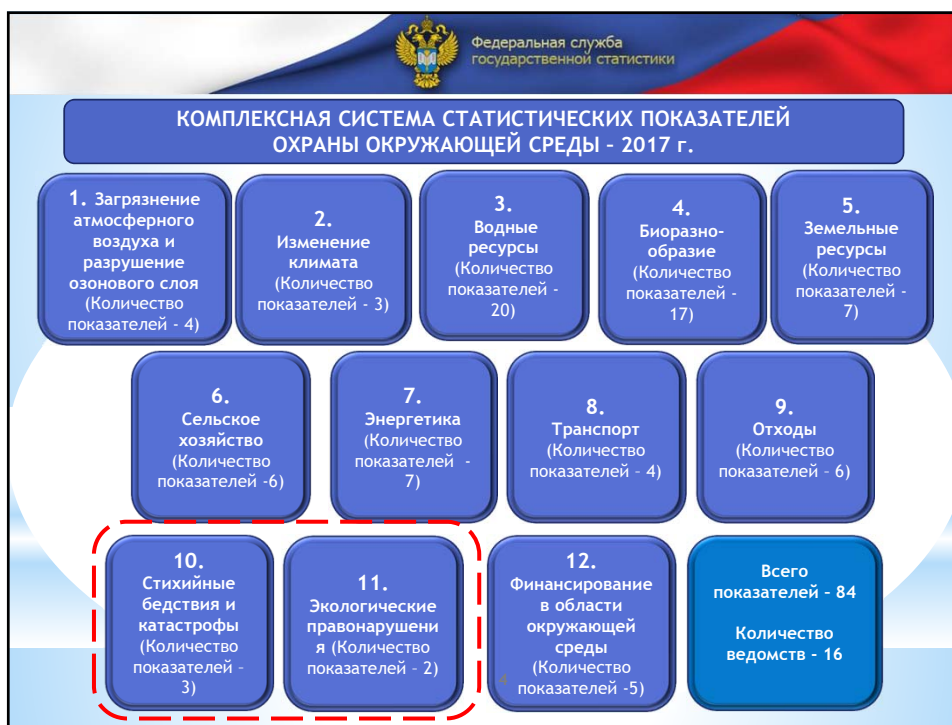 Федеральная служба
государственной статистики
КОМПЛЕКСНАЯ СИСТЕМА СТАТИСТИЧЕСКИХ ПОКАЗАТЕЛЕЙ
ОХРАНЫ ОКРУЖАЮЩЕЙ СРЕДЫ – 2017 г.
1. Загрязнение
атмосферного
воздуха и
разрушение
озонового слоя
(Количество
показателей - 4)
2.
Изменение
климата
(Количество
показателей - 3)
3.
Водные
ресурсы
(Количество
показателей -
20)
4.
Биоразно-
образие
(Количество
показателей -
17)
5.
Земельные
ресурсы
(Количество
показателей -
7)
6.
Сельское
хозяйство
(Количество
показателей -6)
7.
Энергетика
(Количество
показателей -
7)
8.
Транспорт
(Количество
показателей – 4)
9.
Отходы
(Количество
показателей – 6)
10.
Стихийные
бедствия и
катастрофы
(Количество
показателей –
3)
11.
Экологические
правонарушени
я (Количество
показателей – 2)
12.
Финансирование
в области
окружающей
среды
(Количество
показателей -5)
4
Всего
показателей – 84
Количество
ведомств – 16